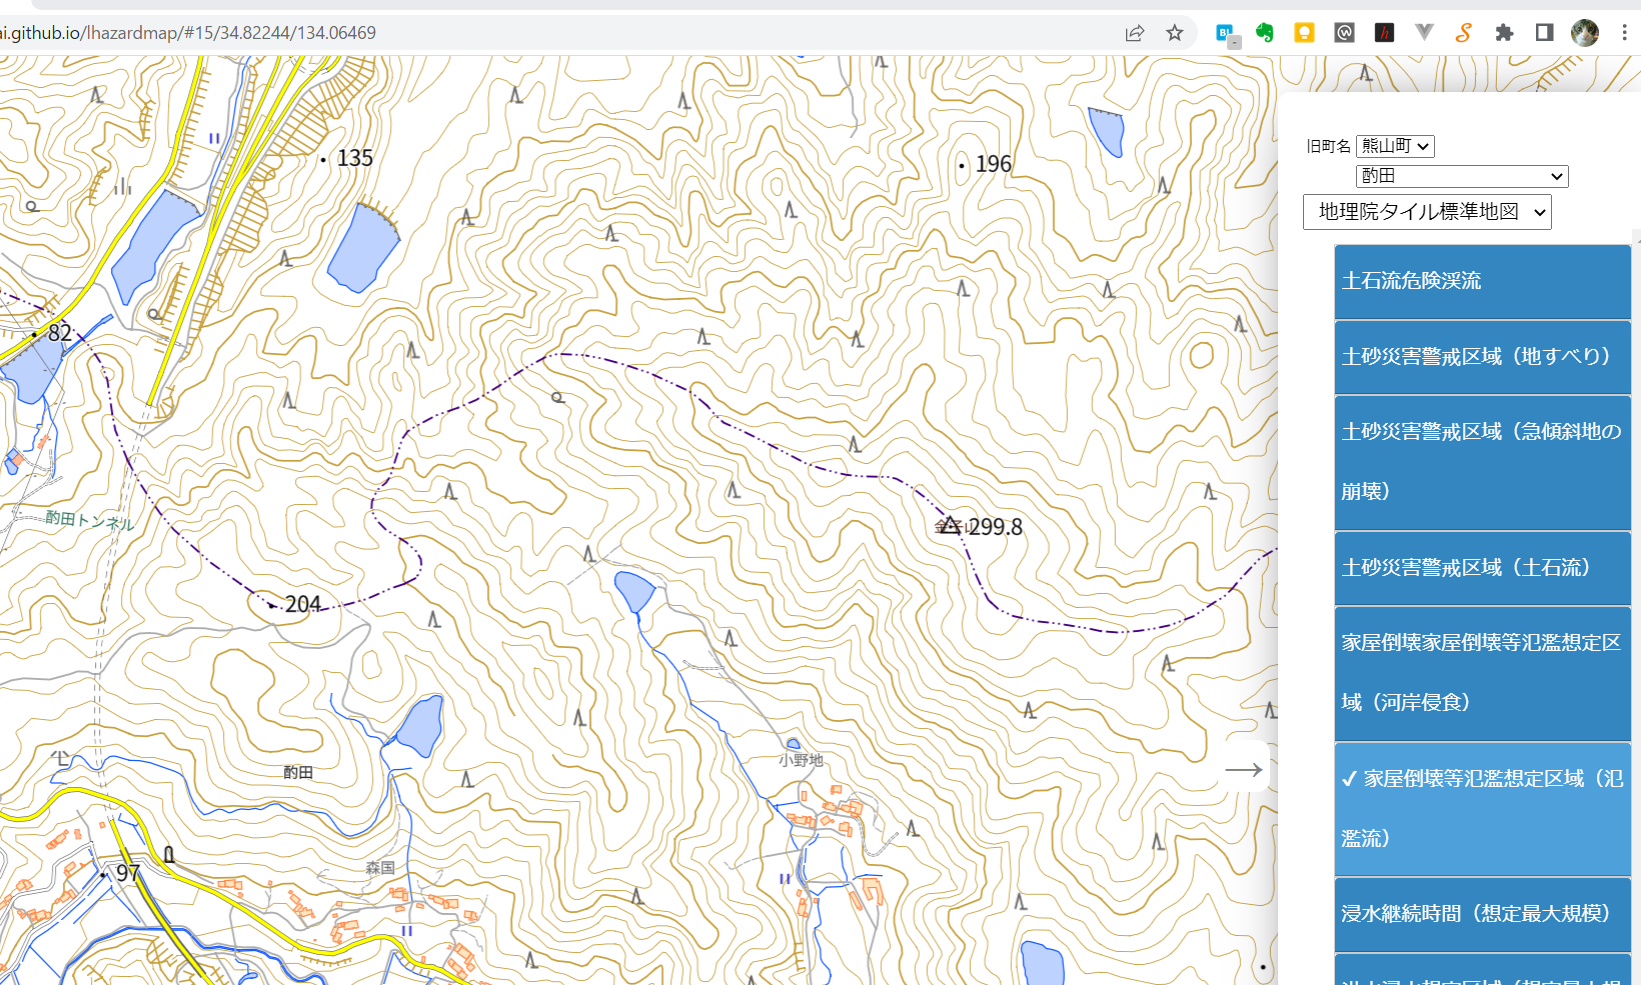 ai.github.io/lhazardmap/#15/34.82244/134.06469
135
196
旧町名 熊山町
酌田
地理院タイル標準地図
土石流危険渓流
82
土砂災害警戒区域（地すべり）
土砂災害警戒区域（急傾斜地の
崩壊）
酌田トンネル
金子山 299.8
土砂災害警戒区域（土石流）
204
家屋倒壊家屋倒壊等氾濫想定区
域（河岸侵食）
小野地
酌田
✓ 家屋倒壊等氾濫想定区域（氾
濫流）
森国
97
浸水継続時間（想定最大規模）